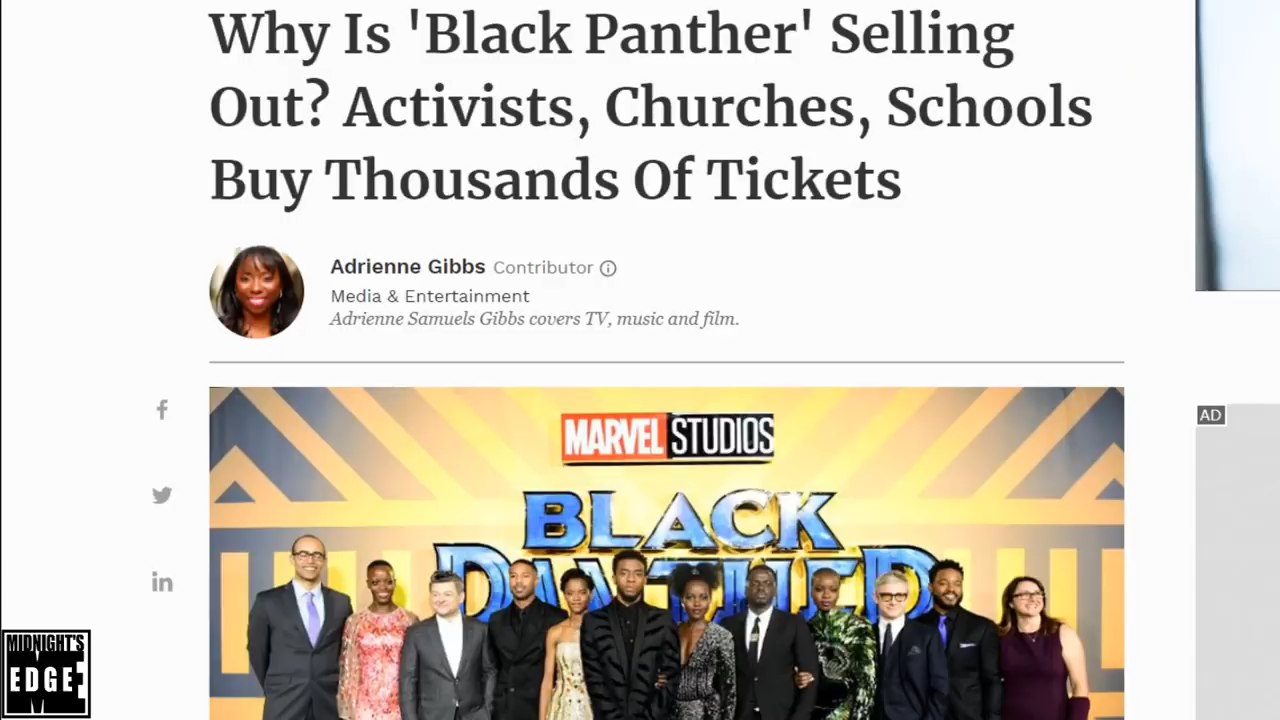 Why Is 'Black Panther' Selling
Out? Activists, Churches, Schools
Buy Thousands Of Tickets
Adrienne Gibbs Contributor
Media & Entertainment
Adrienne Samuels Gibbs covers TV, music and film.
AD
MARVEL STUDIOS
BLACK
PANTHER
MIDNIGHT'S
EDGE